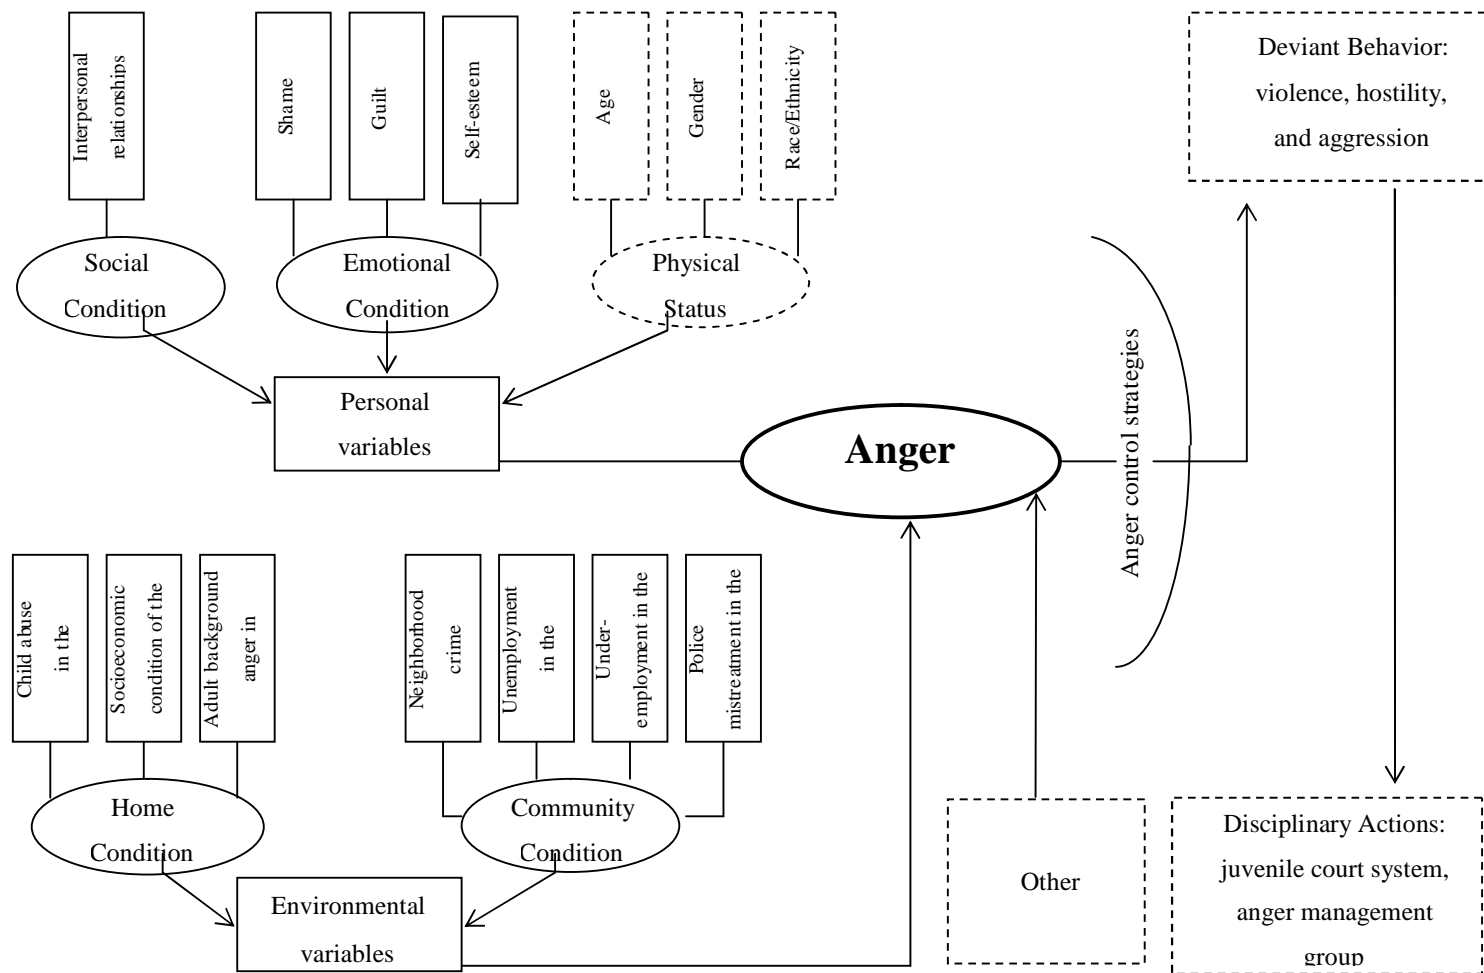 Interpersonal
relationships
Shame
Guilt
Self-esteem
Age
Gender
Race/Ethnicity
Deviant Behavior:
violence, hostility,
and aggression
Social
Condition
Emotional
Condition
Physical
Status
Personal
variables
Anger
Anger control strategies
Child abuse
in the
Socioeconomic
condition of the
Adult background
anger in
Neighborhood
crime
Unemployment
in the
Under-
employment in the
Police
mistreatment in the
Home
Condition
Community
Condition
Environmental
variables
Other
Disciplinary Actions:
juvenile court system,
anger management
group